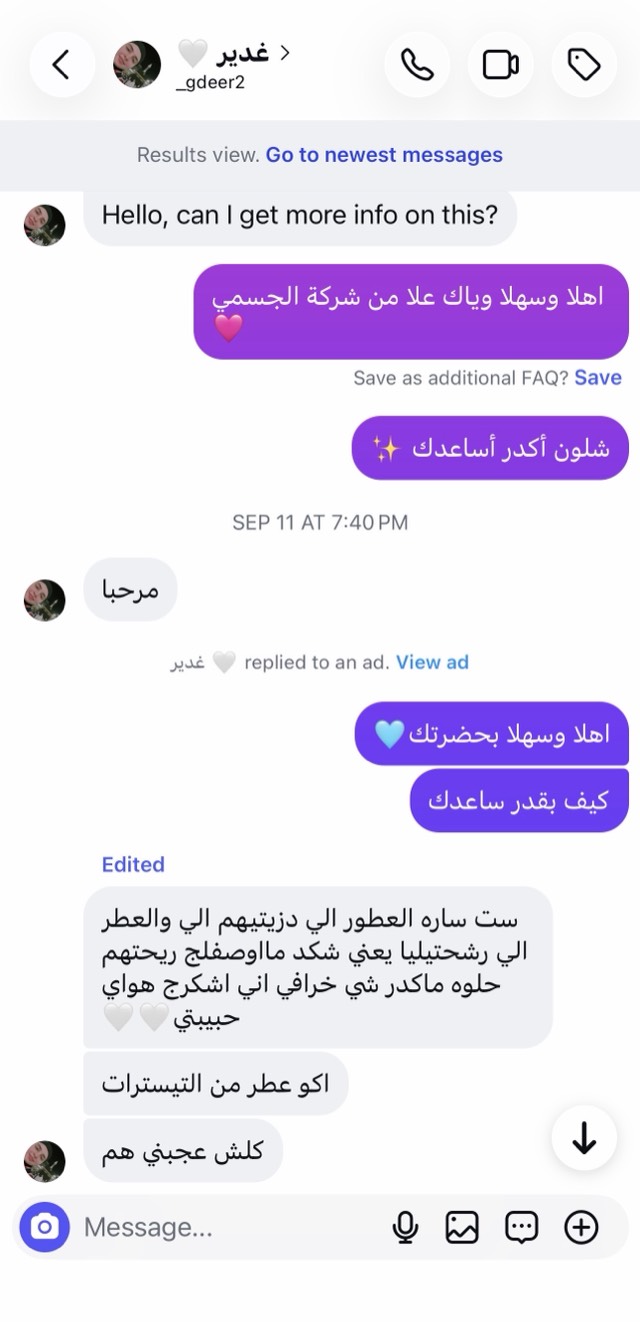 غدير 🤍
_gdeer2
Results view. Go to newest messages
Hello, can I get more info on this?
اهلا وسهلا وياك علا من شركة الجسمي
💗
Save as additional FAQ? Save
شلون أكدر أساعدك ✨
SEP 11 AT 7:40 PM
مرحبا
غدير 🤍 replied to an ad. View ad
اهلا وسهلا بحضرتك🩵
كيف بقدر ساعدك
Edited
ست ساره العطور الي دزيتيهم الي والعطر
الي رشحتيليا يعني شكد مااوصفلج ريحتهم
حلوه ماكدر شي خرافي اني اشكرج هواي
حبيبتي🤍🤍
اكو عطر من التيسترات
كلش عجبني هم
Message...